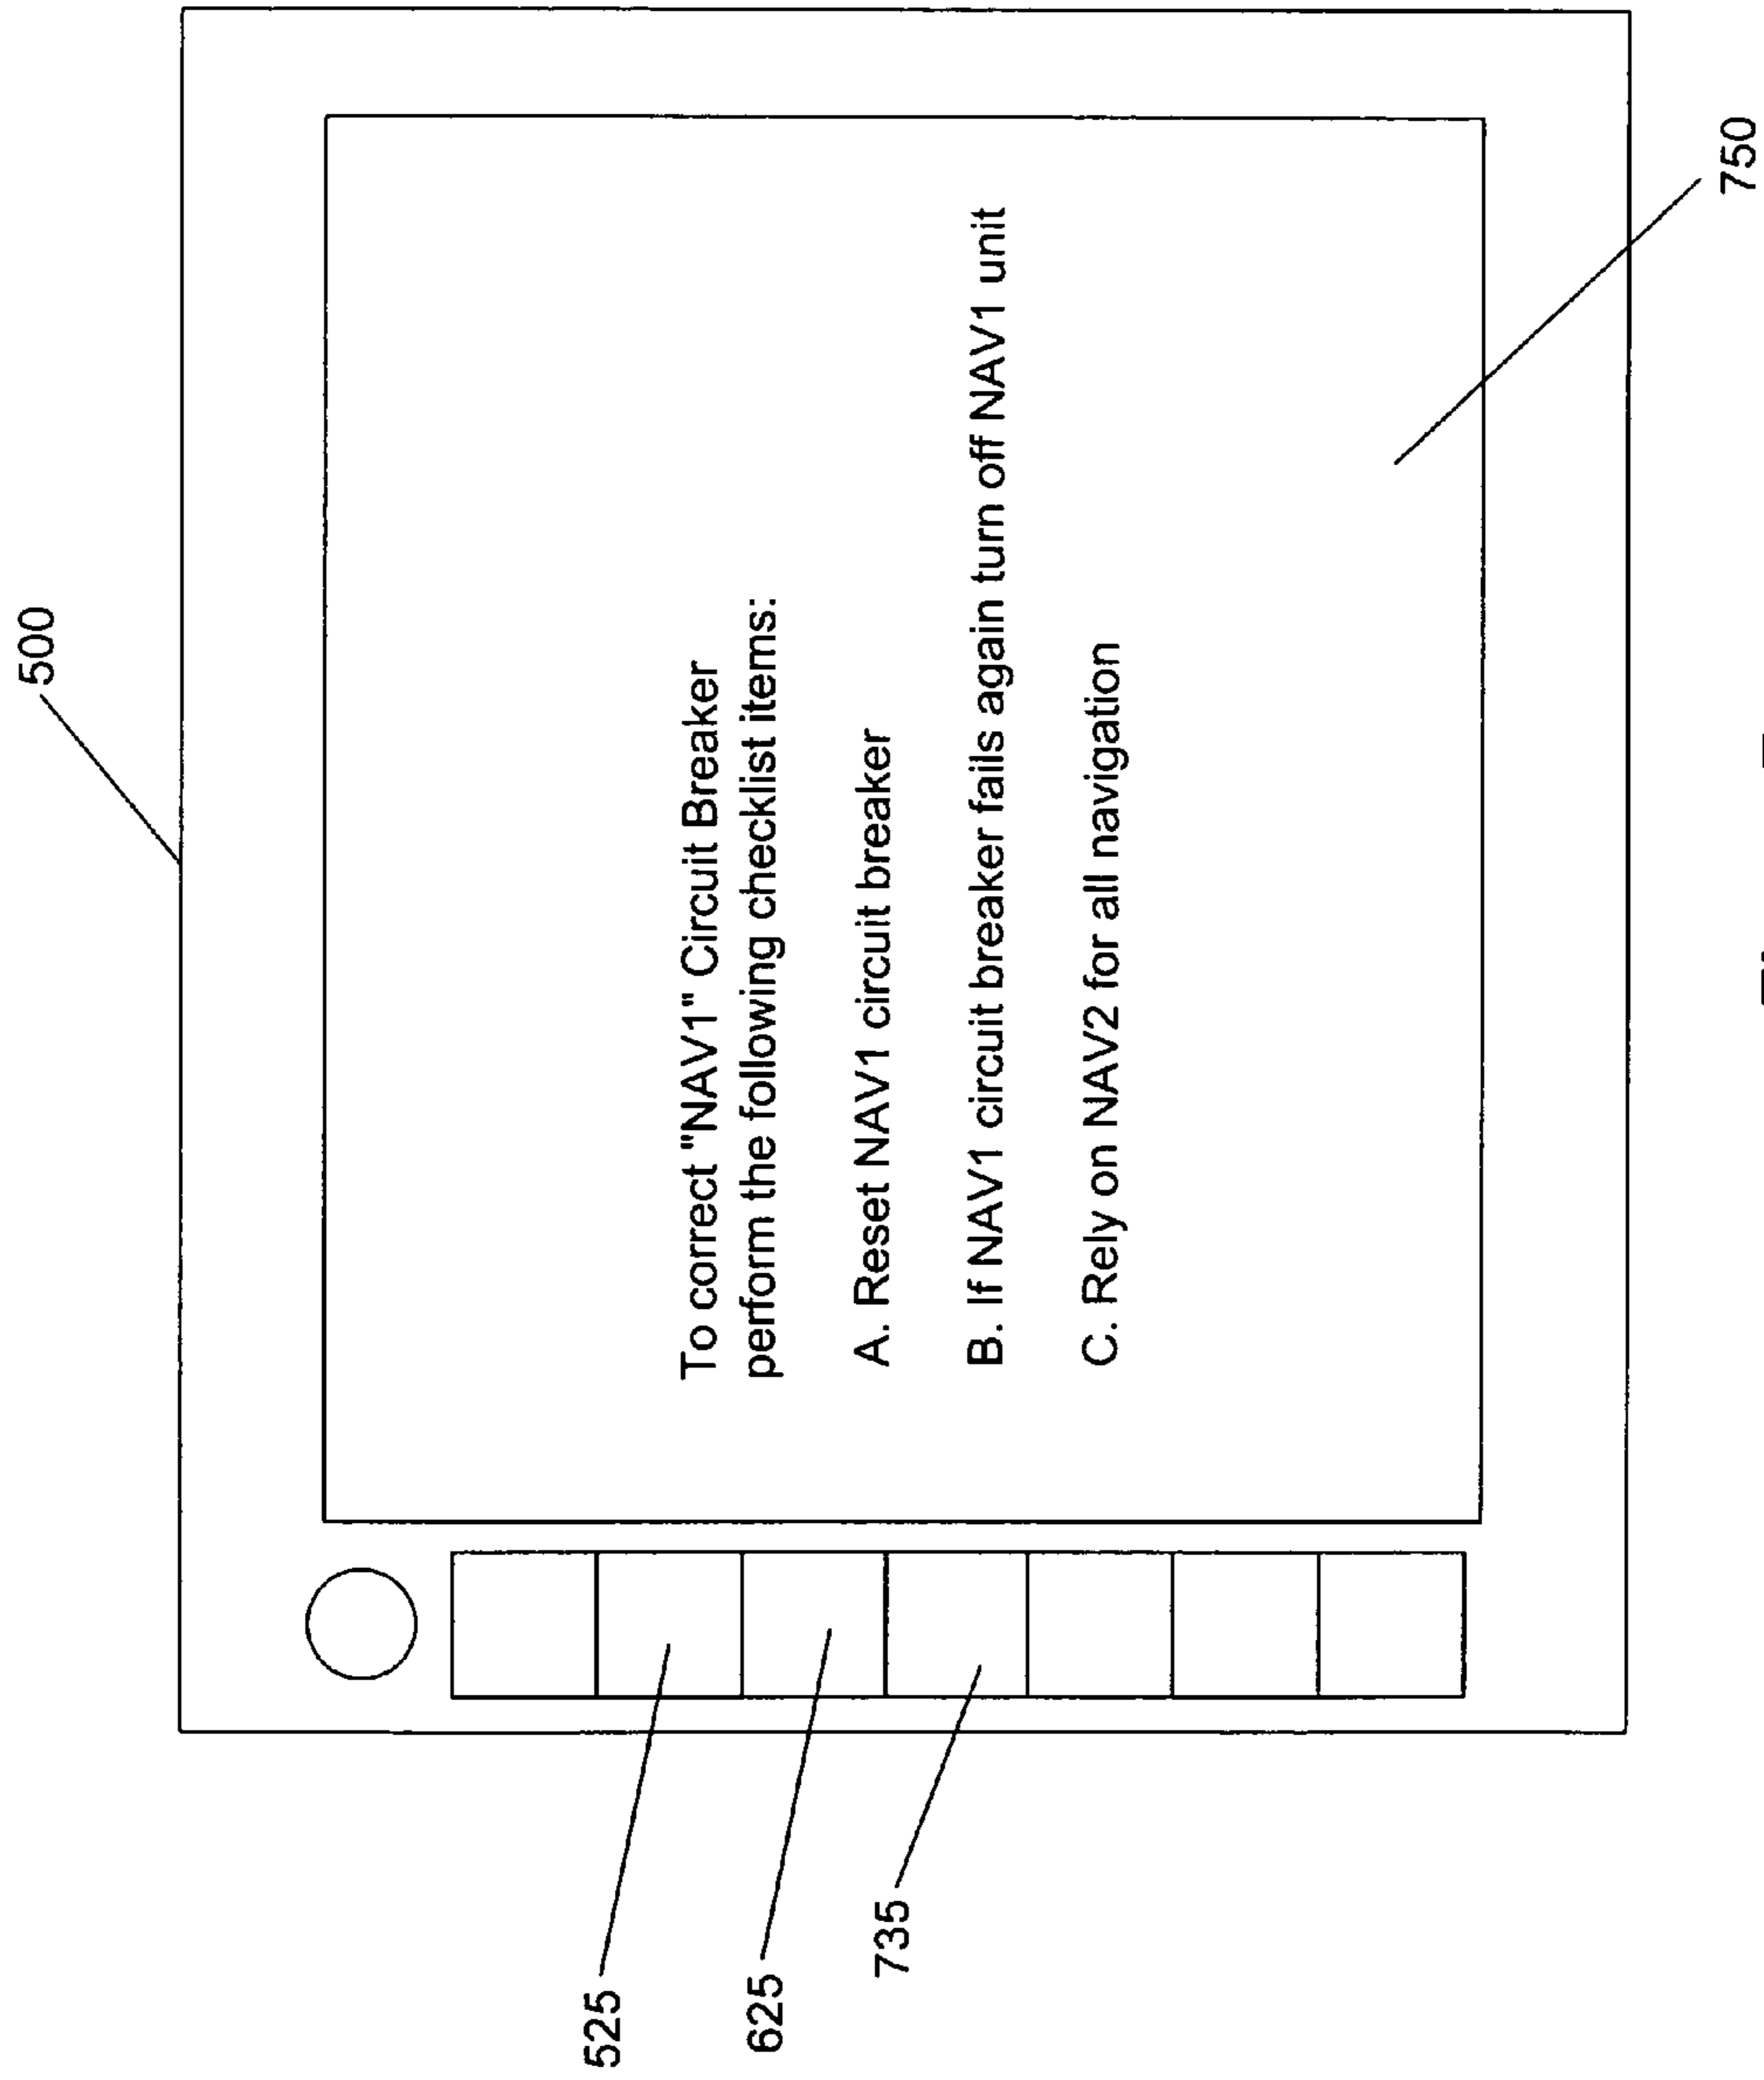 500
To correct "NAV1" Circuit Breaker
perform the following checklist items:
A. Reset NAV1 circuit breaker
B. If NAV1 circuit breaker fails again turn off NAV1 unit
C. Rely on NAV2 for all navigation
525
625
735
750